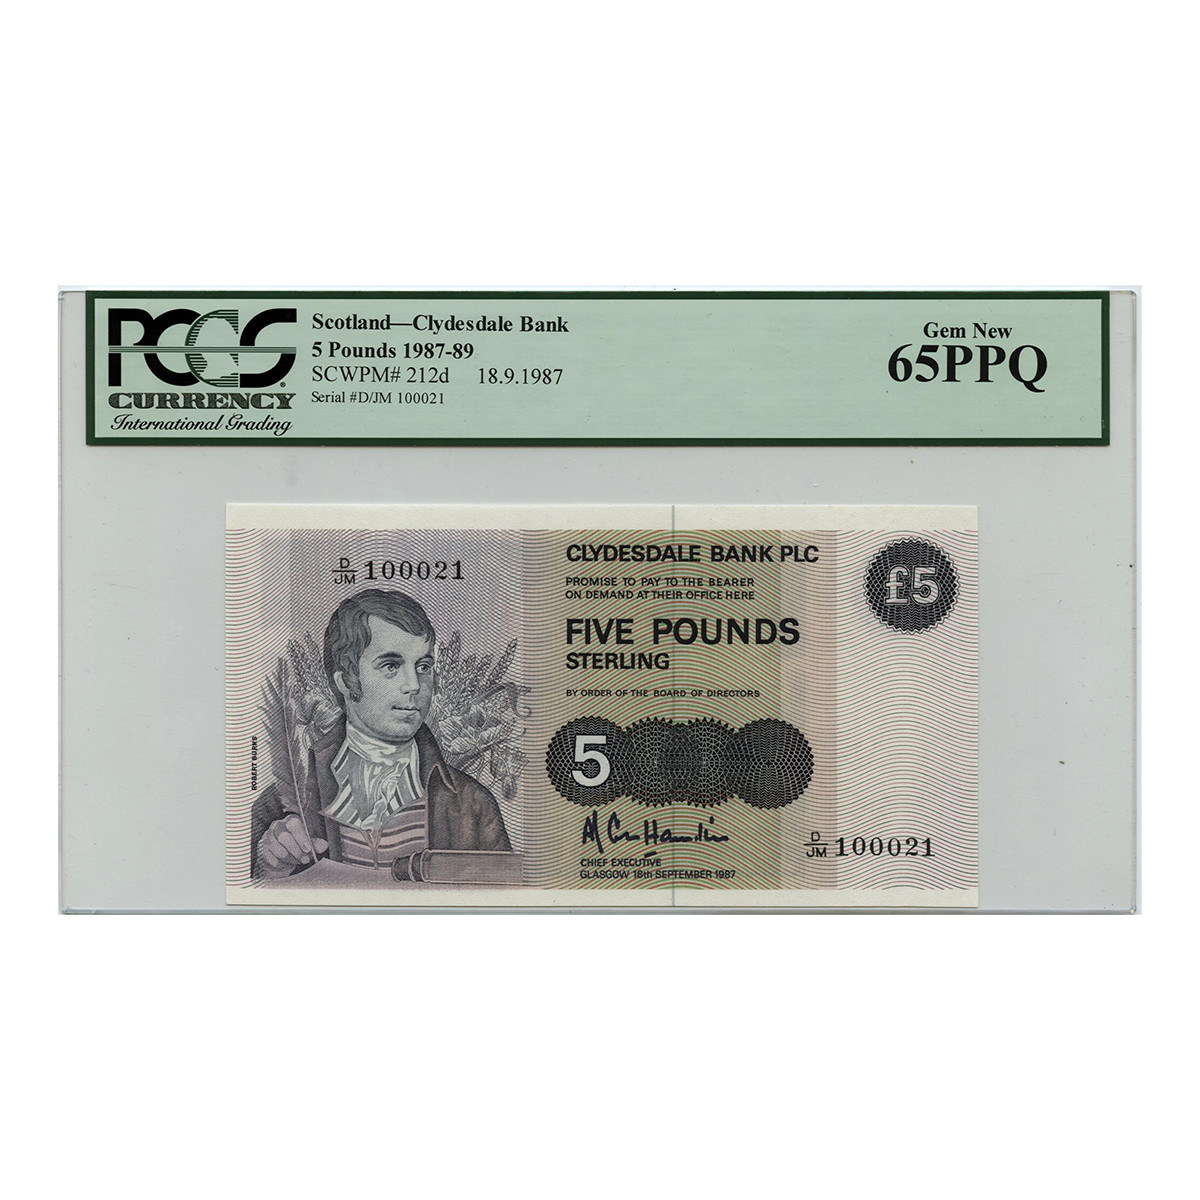 PCGS
CURRENCY
International Grading
Scotland—Clydesdale Bank
5 Pounds 1987-89
SCWPM# 212d 18.9.1987
Serial #D/JM 100021
Gem New
65PPQ
D/JM 100021
CLYDESDALE BANK PLC
PROMISE TO PAY TO THE BEARER
ON DEMAND AT THEIR OFFICE HERE
FIVE POUNDS
STERLING
BY ORDER OF THE BOARD OF DIRECTORS
£5
5
ROBERT BURNS
CHIEF EXECUTIVE
GLASGOW 18th SEPTEMBER 1987
D/JM 100021